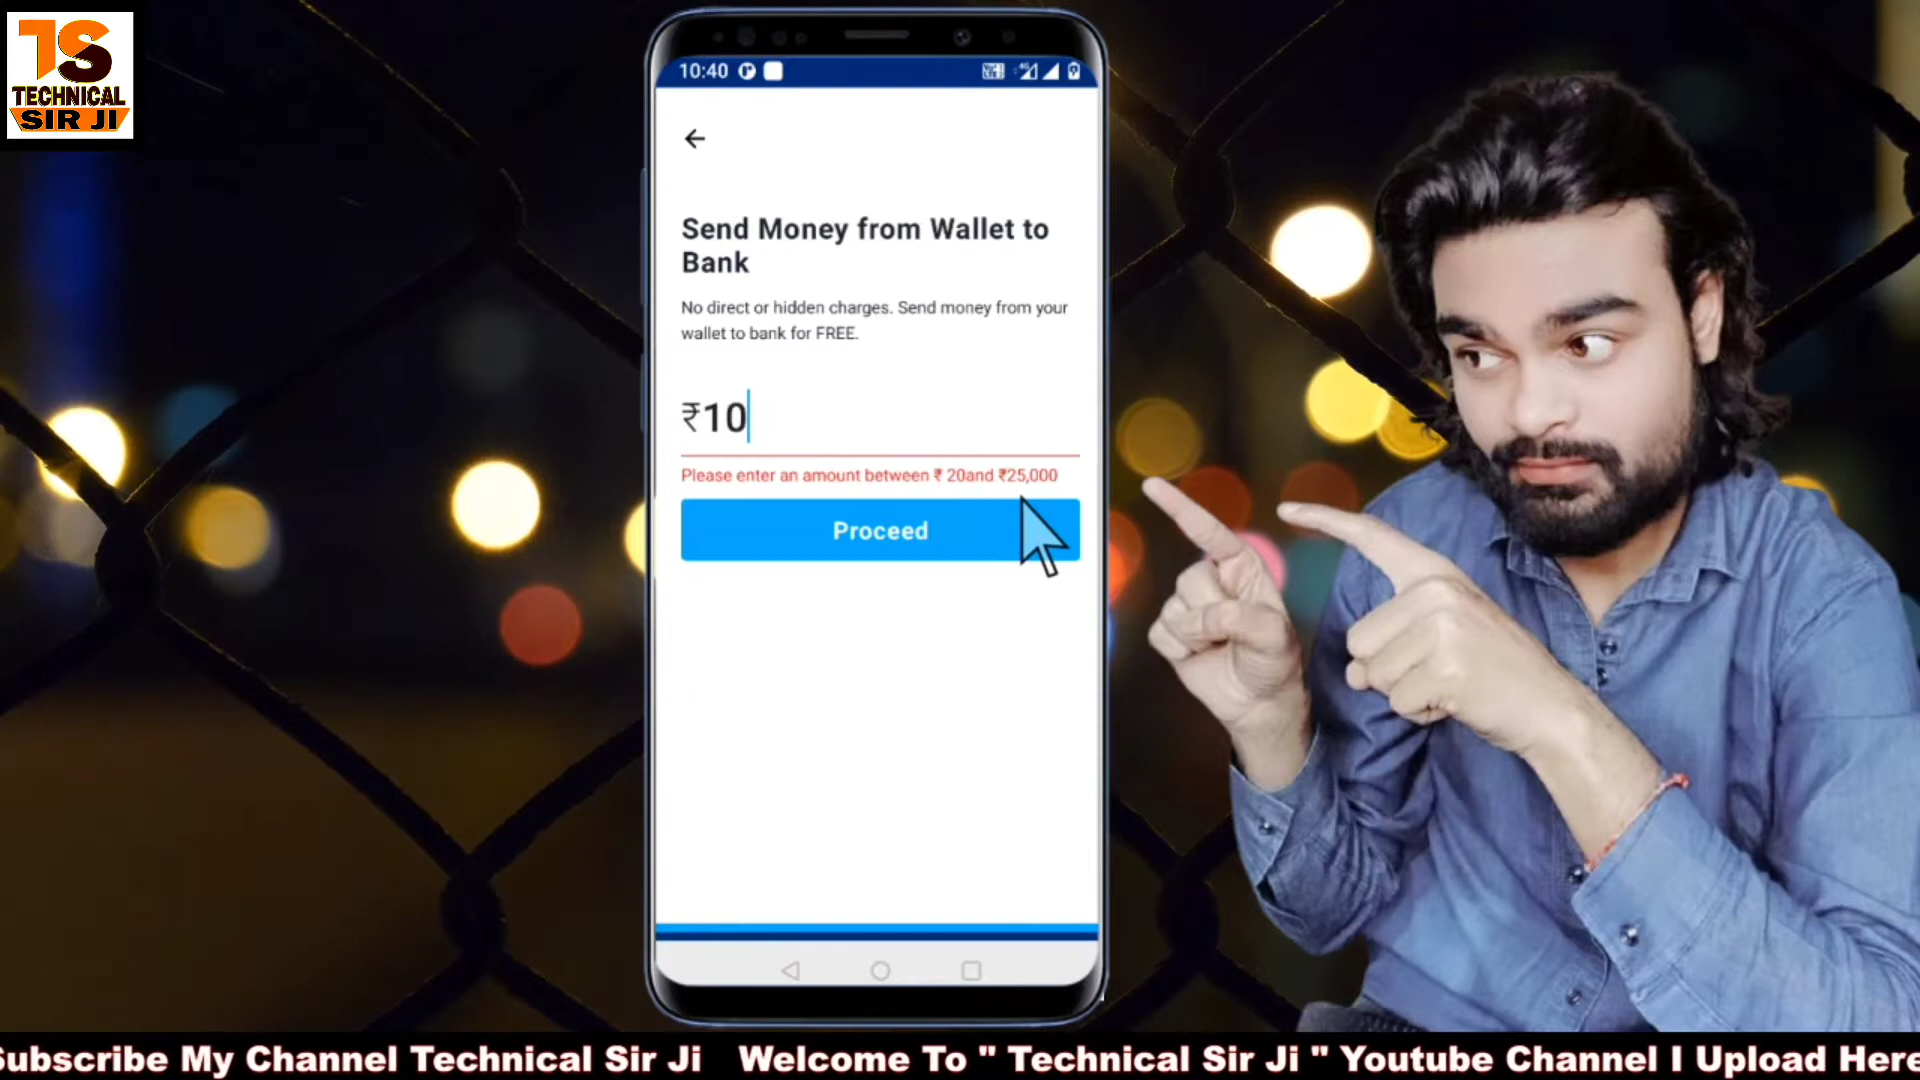 TS
TECHNICAL
SIR JI
10:40
Send Money from Wallet to
Bank
No direct or hidden charges. Send money from your
wallet to bank for FREE.
₹10
Please enter an amount between ₹ 20and ₹25,000
Proceed
Subscribe My Channel Technical Sir Ji Welcome To " Technical Sir Ji " Youtube Channel I Upload Here